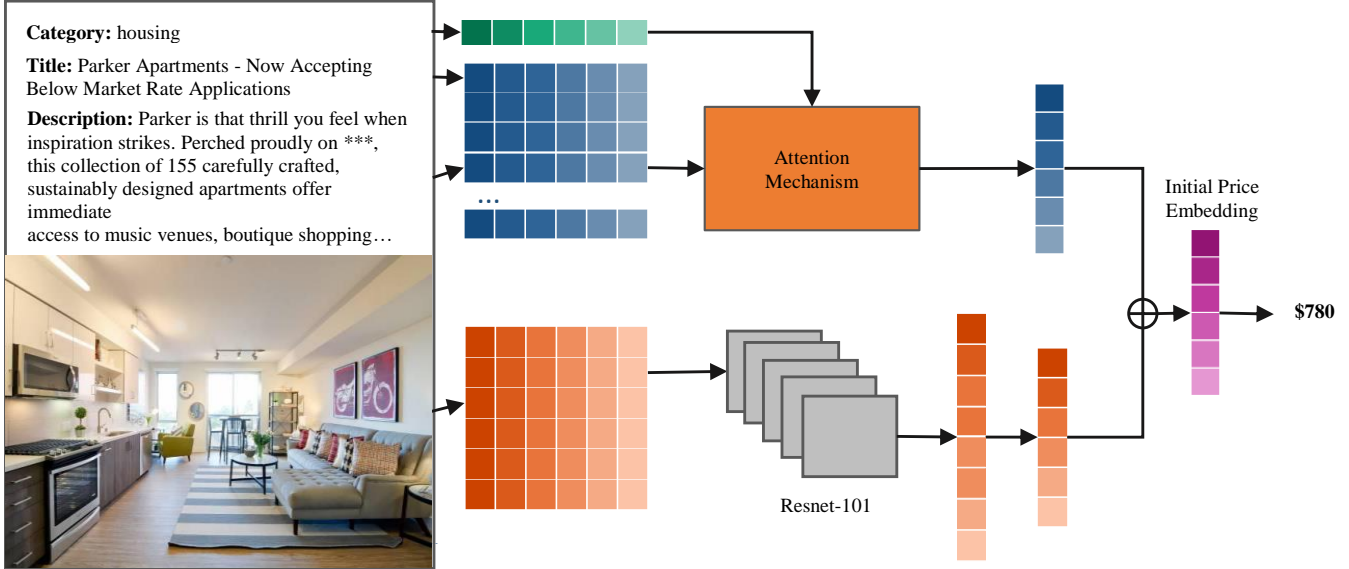 Category: housing
Title: Parker Apartments - Now Accepting
Below Market Rate Applications
Description: Parker is that thrill you feel when
inspiration strikes. Perched proudly on ***,
this collection of 155 carefully crafted,
sustainably designed apartments offer
immediate
access to music venues, boutique shopping…
...
Attention
Mechanism
Initial Price
Embedding
$780
Resnet-101